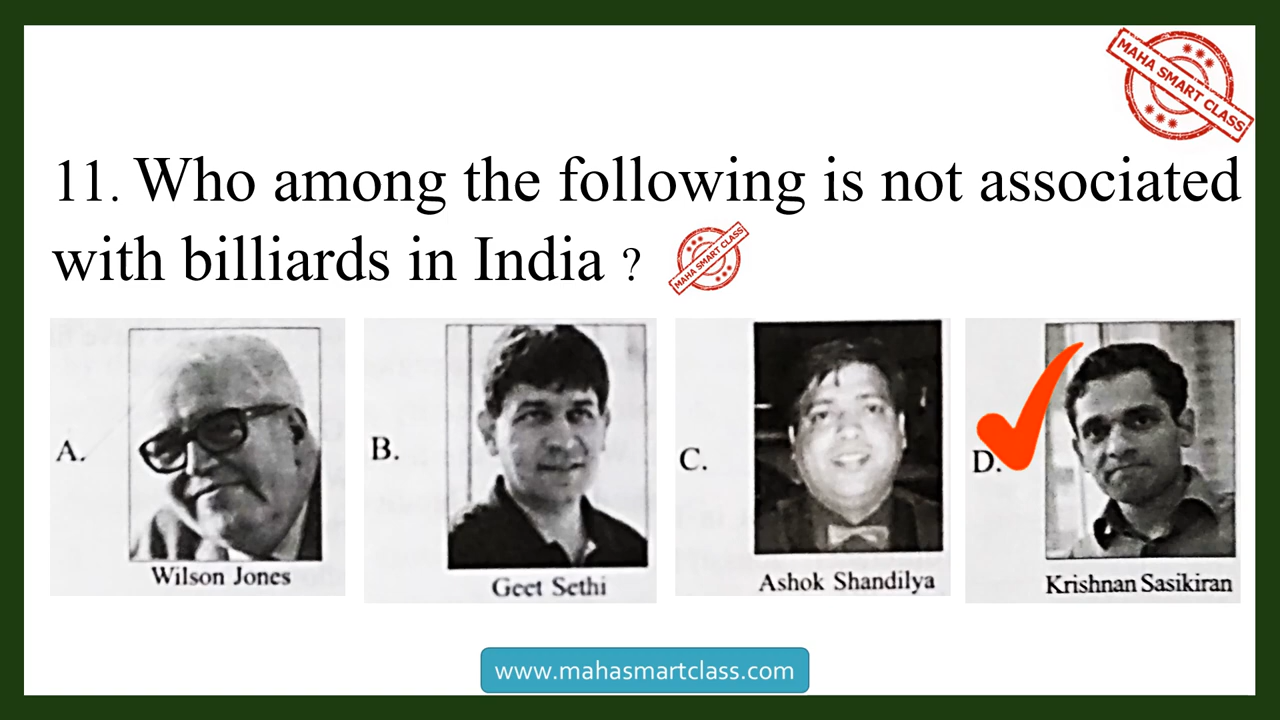 MAHA SMART CLASS
11. Who among the following is not associated
with billiards in India ?
MAHA SMART CLASS
A.
Wilson Jones
B.
Geet Sethi
C.
Ashok Shandilya
D.
Krishnan Sasikiran
www.mahasmartclass.com